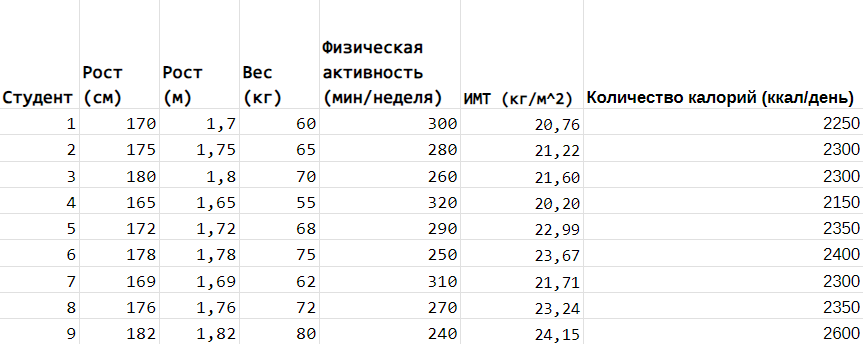 Студент Рост (см) Рост (м) Вес (кг) Физическая активность (мин/неделя) ИМТ (кг/м^2) Количество калорий (ккал/день)
1 170 1,7 60 300 20,76 2250
2 175 1,75 65 280 21,22 2300
3 180 1,8 70 260 21,60 2300
4 165 1,65 55 320 20,20 2150
5 172 1,72 68 290 22,99 2350
6 178 1,78 75 250 23,67 2400
7 169 1,69 62 310 21,71 2300
8 176 1,76 72 270 23,24 2350
9 182 1,82 80 240 24,15 2600